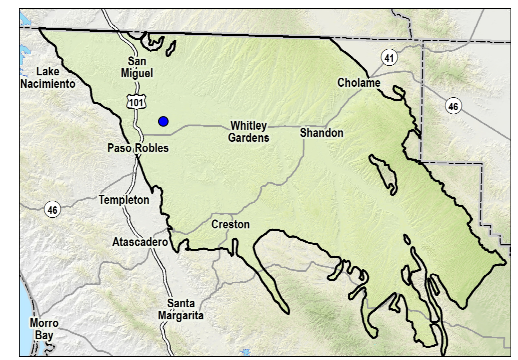 San
Miguel
Lake
Nacimiento
41
Cholame
101
46
Whitley
Gardens
Shandon
Paso Robles
Templeton
46
Creston
Atascadero
Santa
Margarita
Morro
Bay